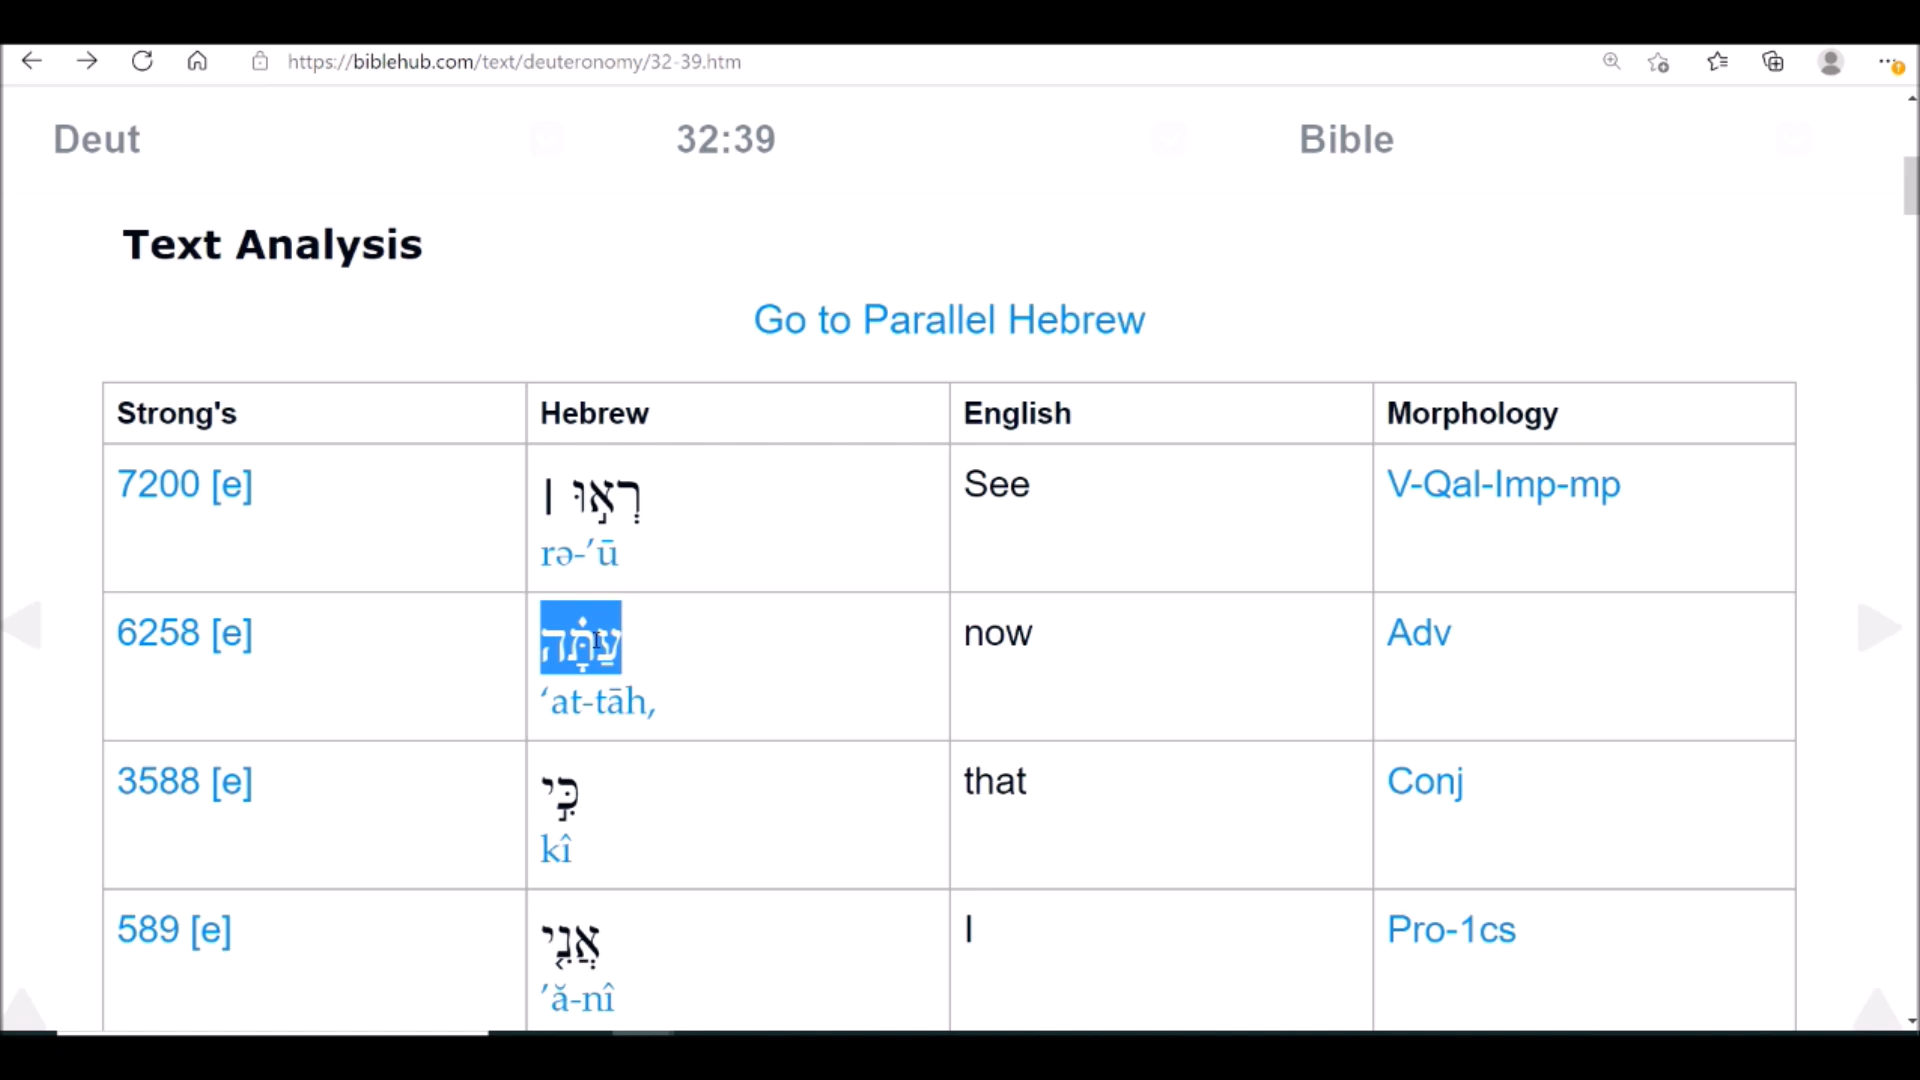 https://biblehub.com/text/deuteronomy/32-39.htm
Deut 32:39 Bible
Text Analysis
Go to Parallel Hebrew
Strong's Hebrew English Morphology
7200 [e] רְא֣וּ ׀ See V-Qal-Imp-mp
rə-’ū
6258 [e] עַתָּ֗ה now Adv
‘at-tāh,
3588 [e] כִּ֣י that Conj
kî
589 [e] אֲנִ֤י I Pro-1cs
’ă-nî